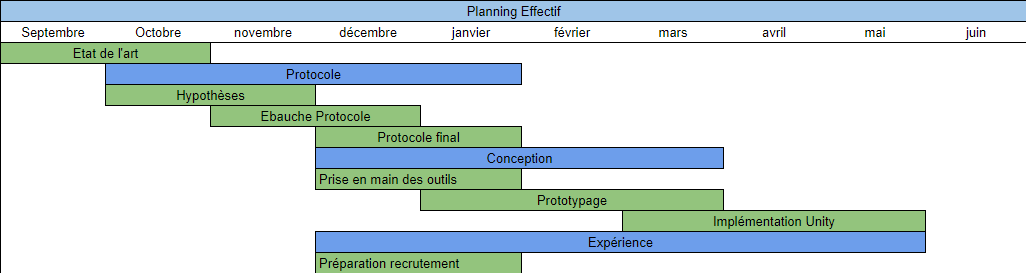 Planning Effectif
Septembre Octobre novembre décembre janvier février mars avril mai juin
Etat de l'art
Protocole
Hypothèses
Ebauche Protocole
Protocole final
Conception
Prise en main des outils
Prototypage
Implémentation Unity
Expérience
Préparation recrutement